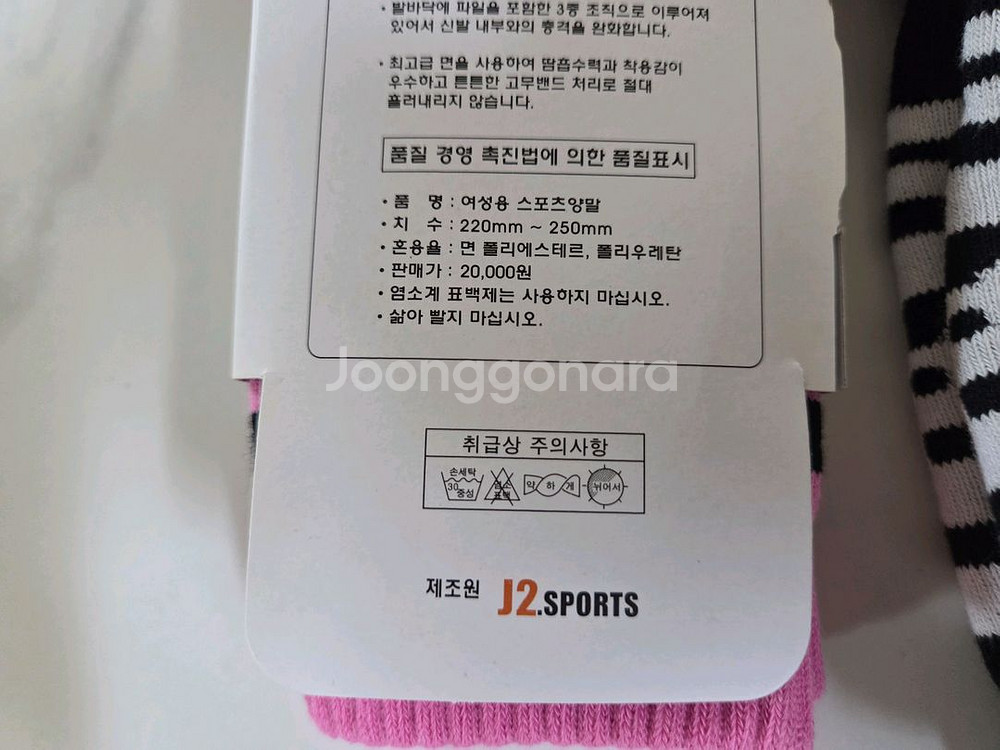 • 발바닥에 파일을 포함한 3중 조직으로 이루어져
있어서 신발 내부와의 충격을 완화합니다.
• 최고급 면을 사용하여 땀흡수력과 착용감이
우수하고 튼튼한 고무밴드 처리로 절대
흘러내리지 않습니다.
품질 경영 촉진법에 의한 품질표시
• 품 명 : 여성용 스포츠양말
• 치 수 : 220mm ~ 250mm
• 혼용율 : 면 폴리에스테르, 폴리우레탄
• 판매가 : 20,000원
• 염소계 표백제는 사용하지 마십시오.
• 삶아 빨지 마십시오.
Joonggonara
취급상 주의사항
손세탁
30 중성
염소
표백
약하게
뉘어서
제조원 J2.SPORTS